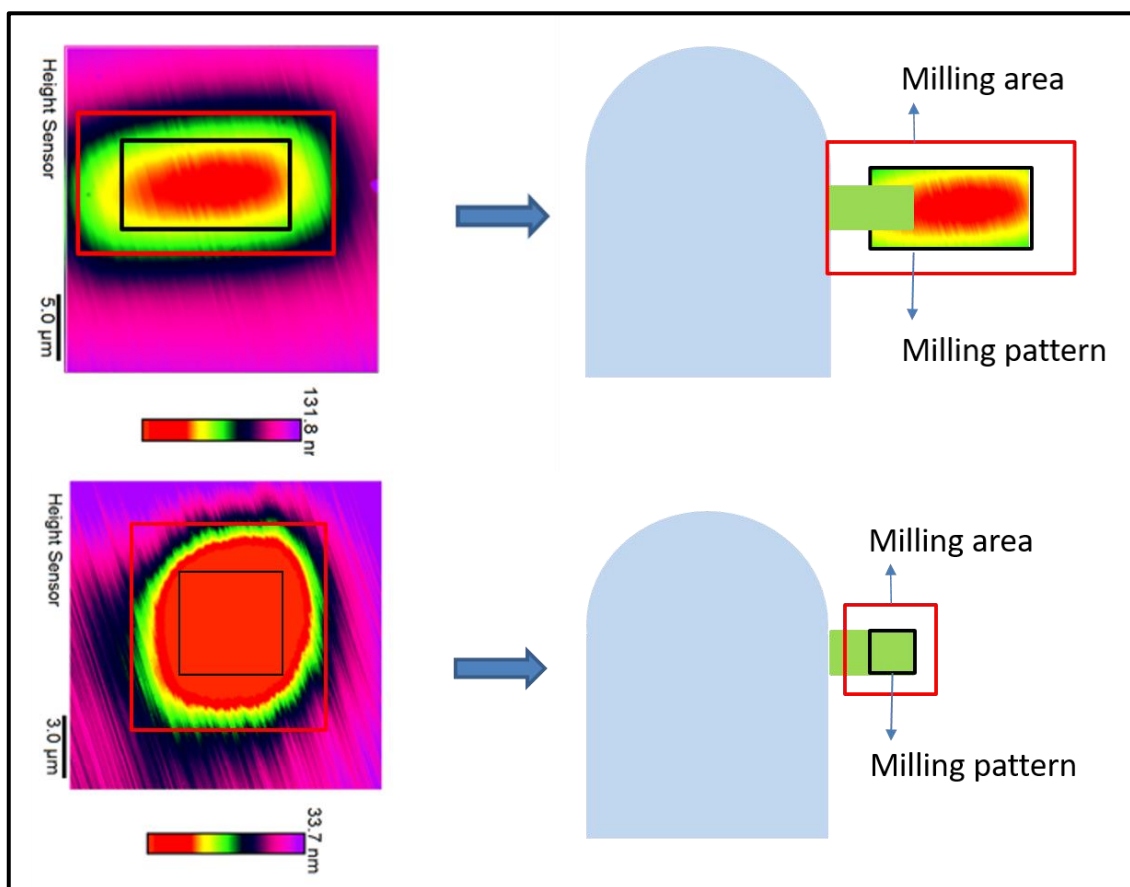 Height Sensor
5.0 µm
131.8 nr
Milling area
Milling pattern
Height Sensor
3.0 µm
33.7 nm
Milling area
Milling pattern